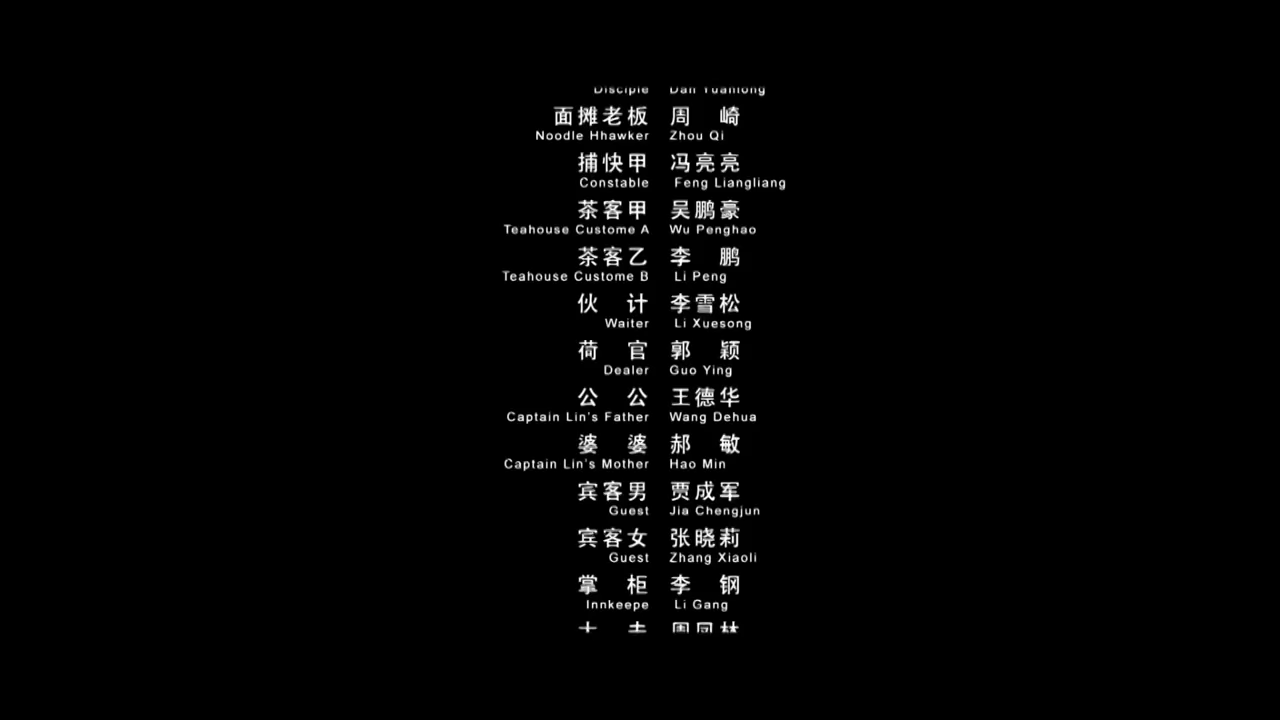 Disciple Dan Yuanlong
面摊老板 周崎
Noodle Hhawker Zhou Qi
捕快甲 冯亮亮
Constable Feng Liangliang
茶客甲 吴鹏豪
Teahouse Custome A Wu Penghao
茶客乙 李鹏
Teahouse Custome B Li Peng
伙计 李雪松
Waiter Li Xuesong
荷官 郭颖
Dealer Guo Ying
公公 王德华
Captain Lin's Father Wang Dehua
婆婆 郝敏
Captain Lin's Mother Hao Min
宾客男 贾成军
Guest Jia Chengjun
宾客女 张晓莉
Guest Zhang Xiaoli
掌柜 李钢
Innkeepe Li Gang